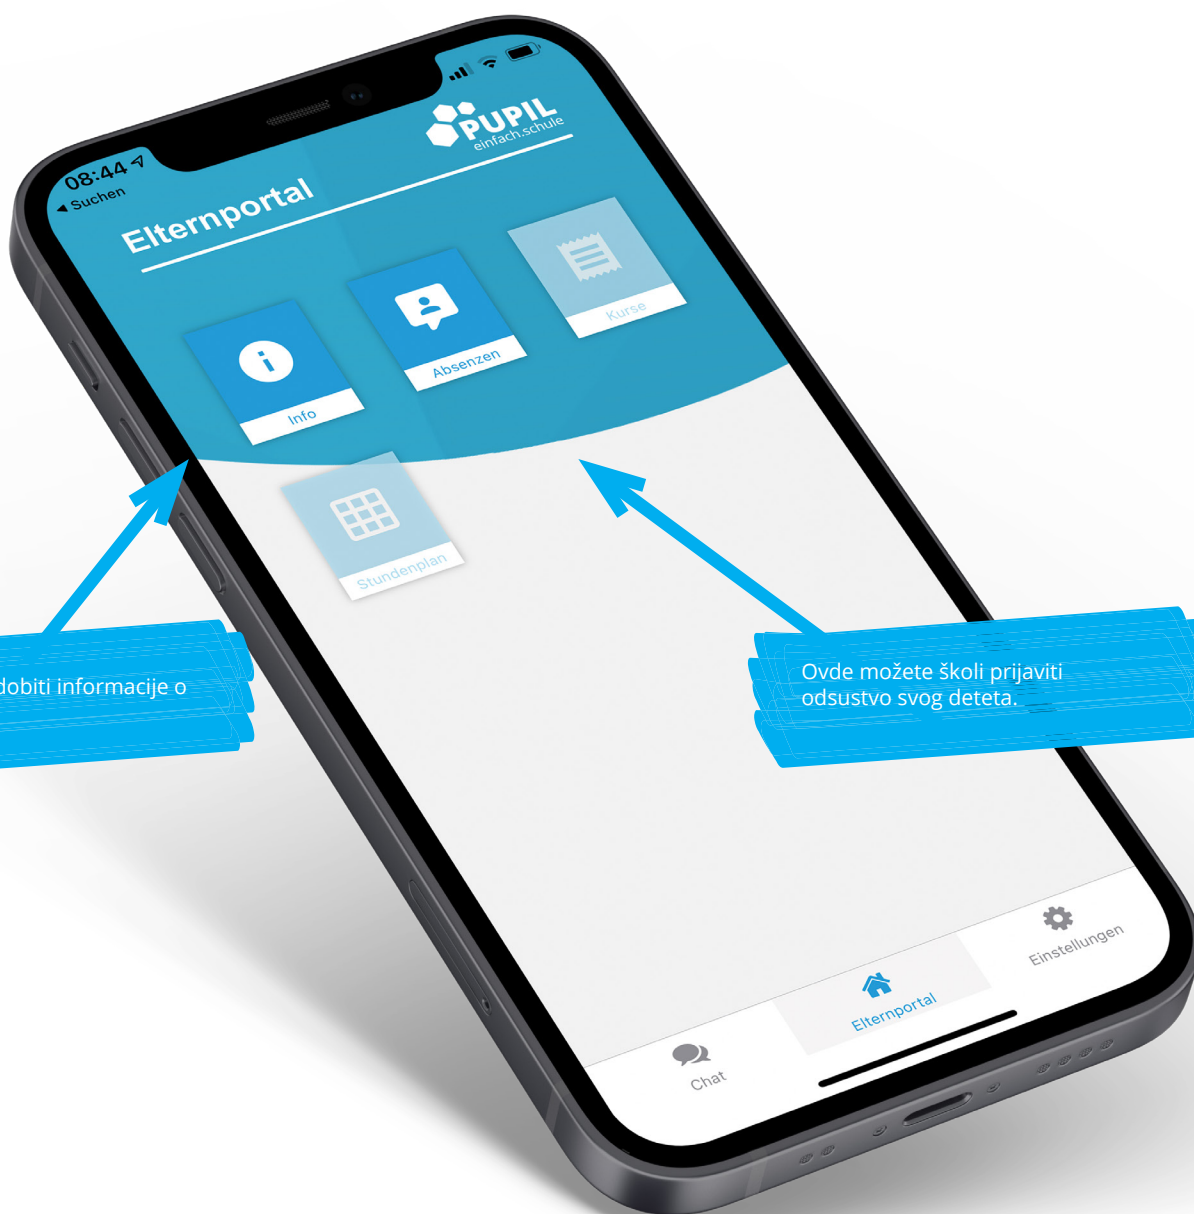 08:44
Suchen
PUPIL
einfach.schule
Elternportal
Info
Absenzen
Kurse
Stundenplan
dobiti informacije o
Ovde možete školi prijaviti
odsustvo svog deteta.
Chat
Elternportal
Einstellungen